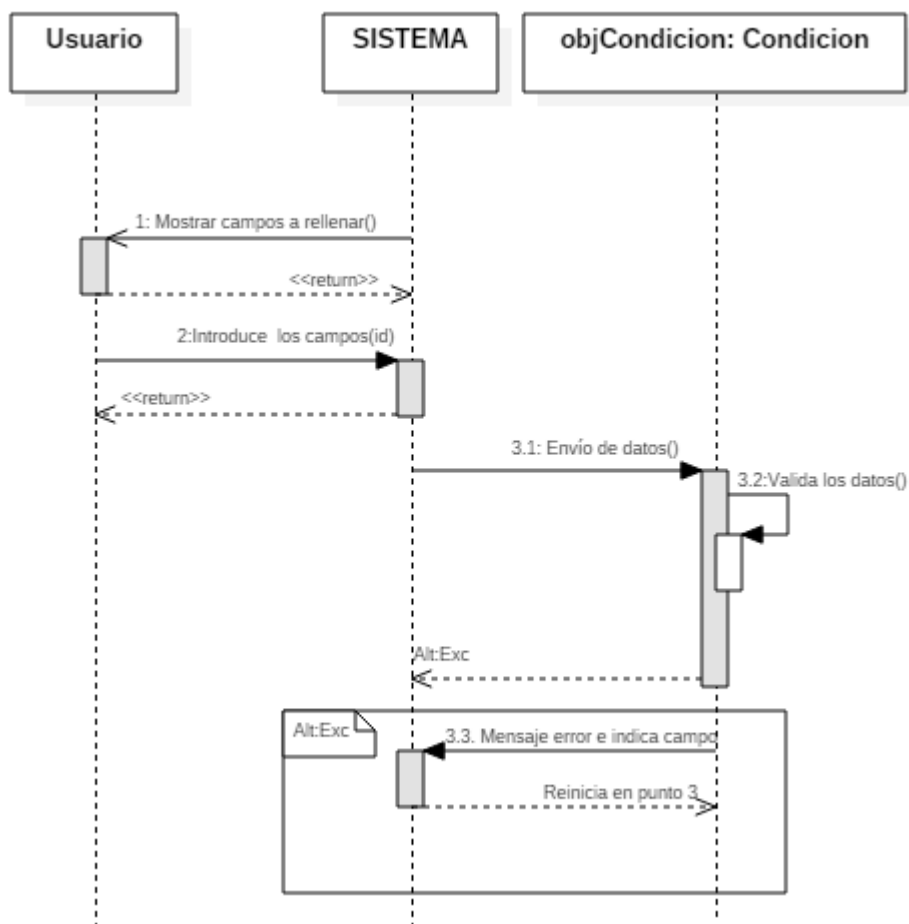 Usuario
SISTEMA
objCondicion: Condicion
1: Mostrar campos a rellenar()
<<return>>
2:Introduce  los campos(id)
<<return>>
3.1: Envío de datos()
3.2:Valida los datos()
Alt:Exc
Alt:Exc
3.3. Mensaje error e indica campo
Reinicia en punto 3